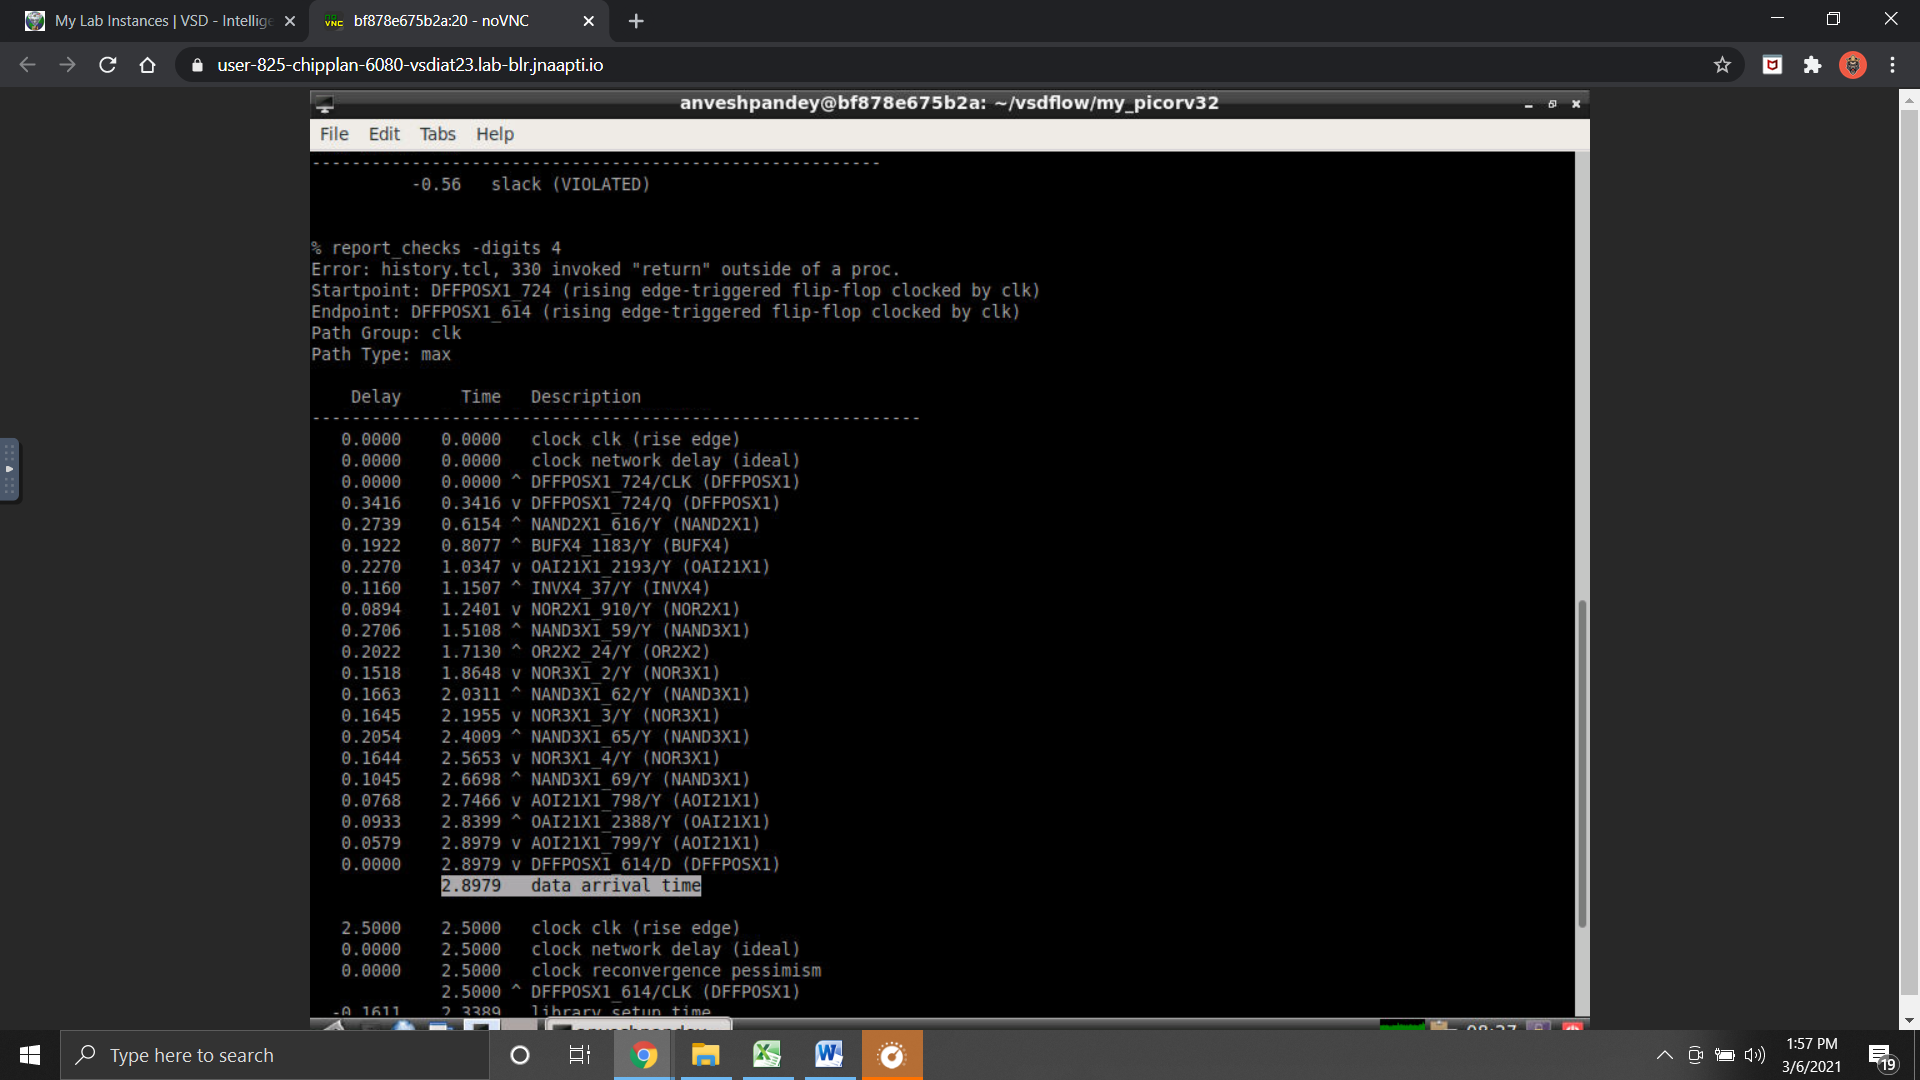 My Lab Instances | VSD - Intellige
bf878e675b2a:20 - noVNC
user-825-chipplan-6080-vsdiat23.lab-blr.jnaapti.io
anveshpandey@bf878e675b2a: ~/vsdflow/my_picorv32
File Edit Tabs Help
---------------------------------------------------------
-0.56 slack (VIOLATED)
% report_checks -digits 4
Error: history.tcl, 330 invoked "return" outside of a proc.
Startpoint: DFFPOSX1_724 (rising edge-triggered flip-flop clocked by clk)
Endpoint: DFFPOSX1_614 (rising edge-triggered flip-flop clocked by clk)
Path Group: clk
Path Type: max
Delay Time Description
-------------------------------------------------------------
0.0000 0.0000 clock clk (rise edge)
0.0000 0.0000 clock network delay (ideal)
0.0000 0.0000 ^ DFFPOSX1_724/CLK (DFFPOSX1)
0.3416 0.3416 v DFFPOSX1_724/Q (DFFPOSX1)
0.2739 0.6154 ^ NAND2X1_616/Y (NAND2X1)
0.1922 0.8077 ^ BUFX4_1183/Y (BUFX4)
0.2270 1.0347 v OAI21X1_2193/Y (OAI21X1)
0.1160 1.1507 ^ INVX4_37/Y (INVX4)
0.0894 1.2401 v NOR2X1_910/Y (NOR2X1)
0.2706 1.5108 ^ NAND3X1_59/Y (NAND3X1)
0.2022 1.7130 ^ OR2X2_24/Y (OR2X2)
0.1518 1.8648 v NOR3X1_2/Y (NOR3X1)
0.1663 2.0311 ^ NAND3X1_62/Y (NAND3X1)
0.1645 2.1955 v NOR3X1_3/Y (NOR3X1)
0.2054 2.4009 ^ NAND3X1_65/Y (NAND3X1)
0.1644 2.5653 v NOR3X1_4/Y (NOR3X1)
0.1045 2.6698 ^ NAND3X1_69/Y (NAND3X1)
0.0768 2.7466 v AOI21X1_798/Y (AOI21X1)
0.0933 2.8399 ^ OAI21X1_2388/Y (OAI21X1)
0.0579 2.8979 v AOI21X1_799/Y (AOI21X1)
0.0000 2.8979 v DFFPOSX1_614/D (DFFPOSX1)
2.8979 data arrival time
2.5000 2.5000 clock clk (rise edge)
0.0000 2.5000 clock network delay (ideal)
0.0000 2.5000 clock reconvergence pessimism
2.5000 ^ DFFPOSX1_614/CLK (DFFPOSX1)
-0.1611 2.3389 library setup time
anveshpandey
08:27
Type here to search
1:57 PM
3/6/2021
19